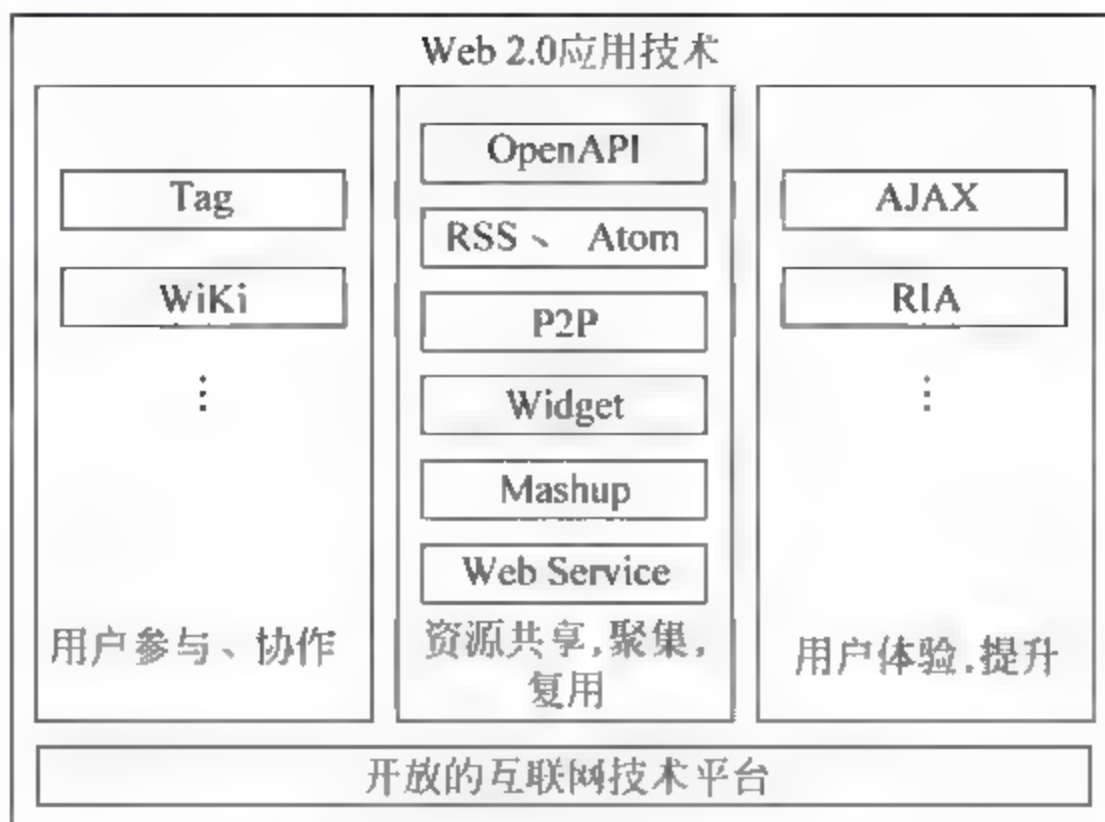 Web 2.0应用技术
Tag
WiKi
⋮
用户参与、协作
OpenAPI
RSS、 Atom
P2P
Widget
Mashup
Web Service
资源共享,聚集,
复用
AJAX
RIA
⋮
用户体验,提升
开放的互联网技术平台